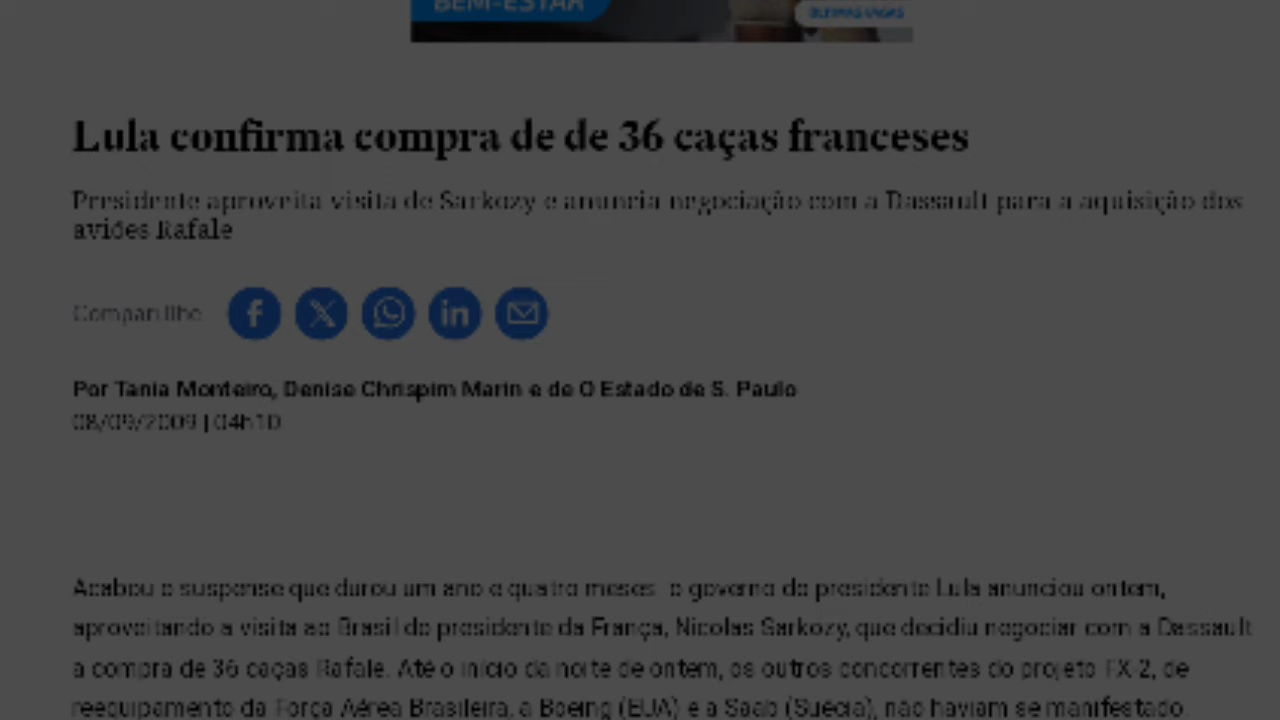 BEM-ESTAR
ÚLTIMAS VAGAS
Lula confirma compra de de 36 caças franceses
Presidente aproveita visita de Sarkozy e anuncia negociação com a Dassault para a aquisição dos
aviões Rafale
Compartilhe
Por Tania Monteiro, Denise Chrispim Marin e de O Estado de S. Paulo
08/09/2009 | 04h10
Acabou o suspense que durou um ano e quatro meses o governo do presidente Lula anunciou ontem,
aproveitando a visita ao Brasil do presidente da França, Nicolas Sarkozy, que decidiu negociar com a Dassault
a compra de 36 caças Rafale. Até o início da noite de ontem, os outros concorrentes do projeto FX-2, de
reequipamento da Força Aérea Brasileira, a Boeing (EUA) e a Saab (Suécia), não haviam se manifestado.